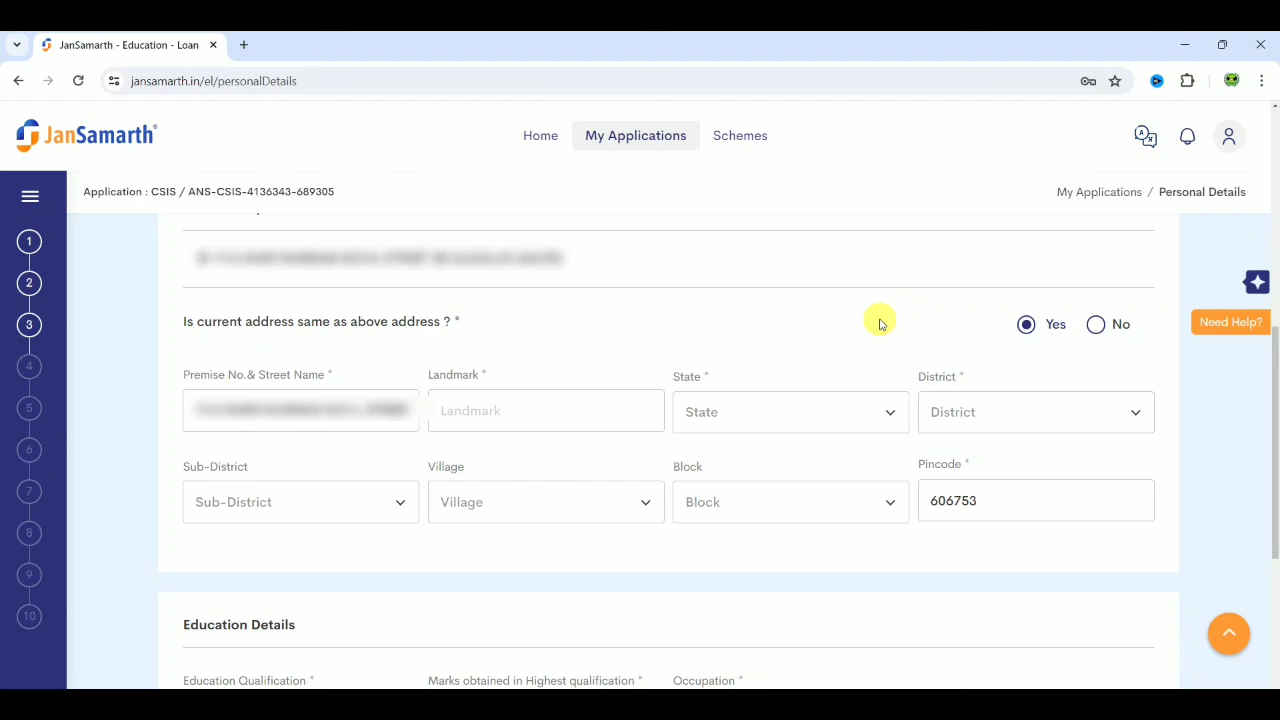 JanSamarth - Education - Loan
jansamarth.in/el/personalDetails
JanSamarth
Home
My Applications
Schemes
Application : CSIS / ANS-CSIS-4136343-689305
My Applications / Personal Details
1
2
3
4
5
6
7
8
9
10
Is current address same as above address ? *
Yes
No
Need Help?
Premise No.& Street Name *
Landmark *
State *
District *
Landmark
State
District
Sub-District
Village
Block
Pincode *
Sub-District
Village
Block
606753
Education Details
Education Qualification *
Marks obtained in Highest qualification *
Occupation *